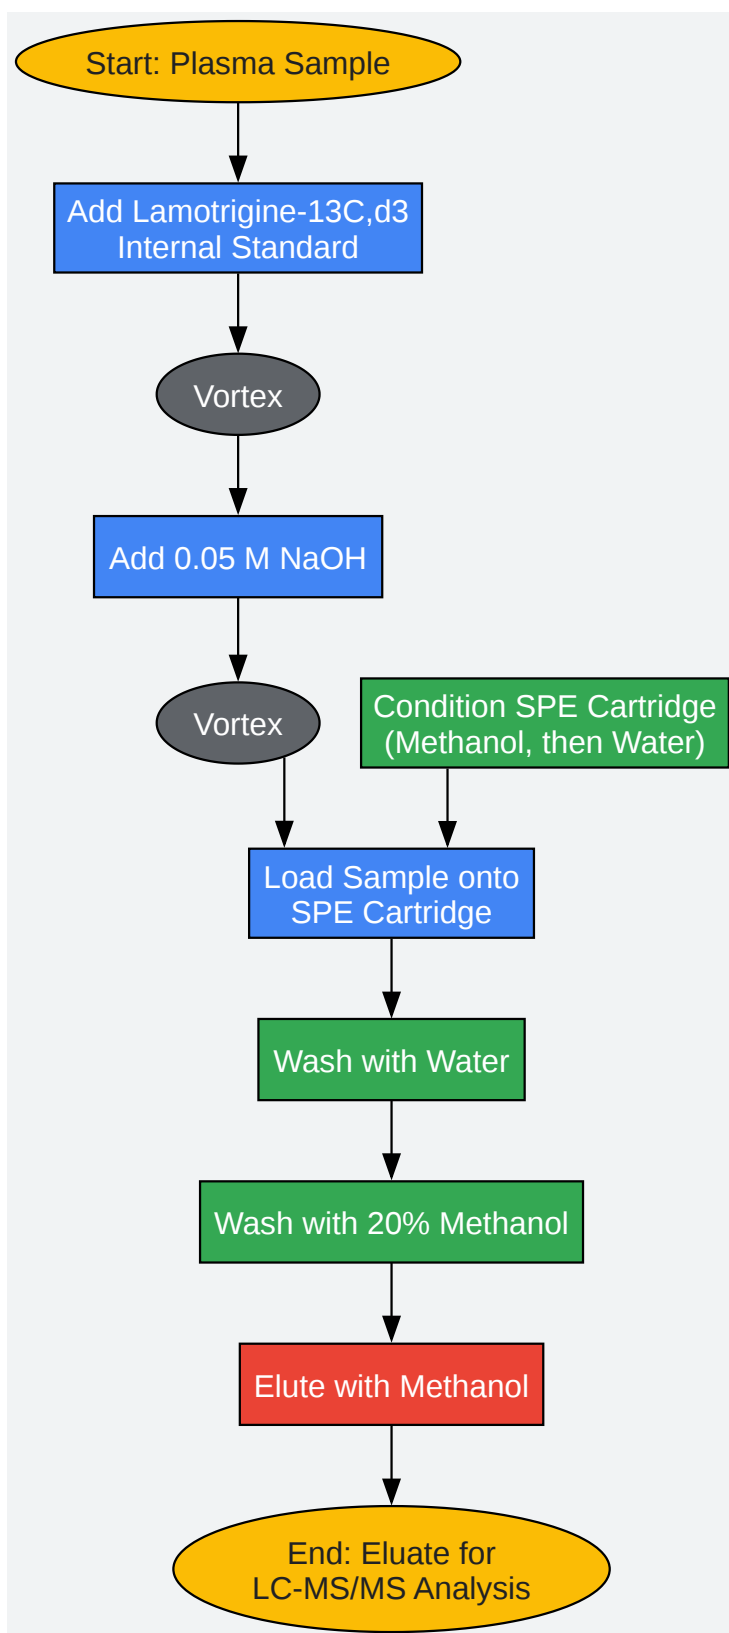 Start: Plasma Sample
Add Lamotrigine-13C,d3
Internal Standard
Vortex
Add 0.05 M NaOH
Vortex
Condition SPE Cartridge
(Methanol, then Water)
Load Sample onto
SPE Cartridge
Wash with Water
Wash with 20% Methanol
Elute with Methanol
End: Eluate for
LC-MS/MS Analysis